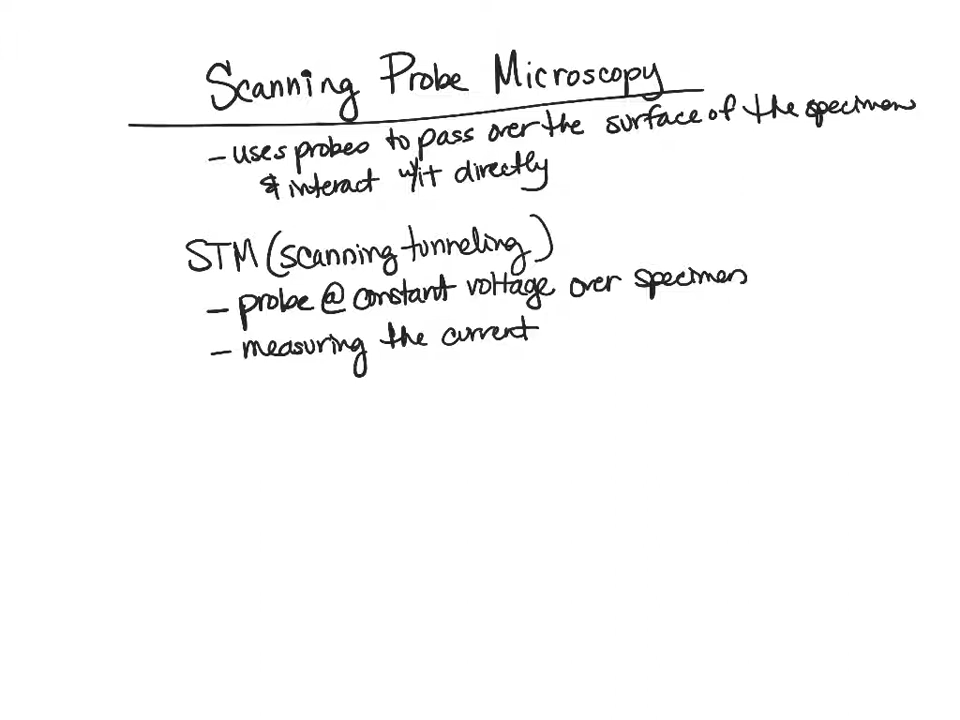 Scanning Probe Microscopy
- uses probes to pass over the surface of the specimen
& interact w/it directly
STM (scanning tunneling)
- probe @ constant voltage over specimen
- measuring the current